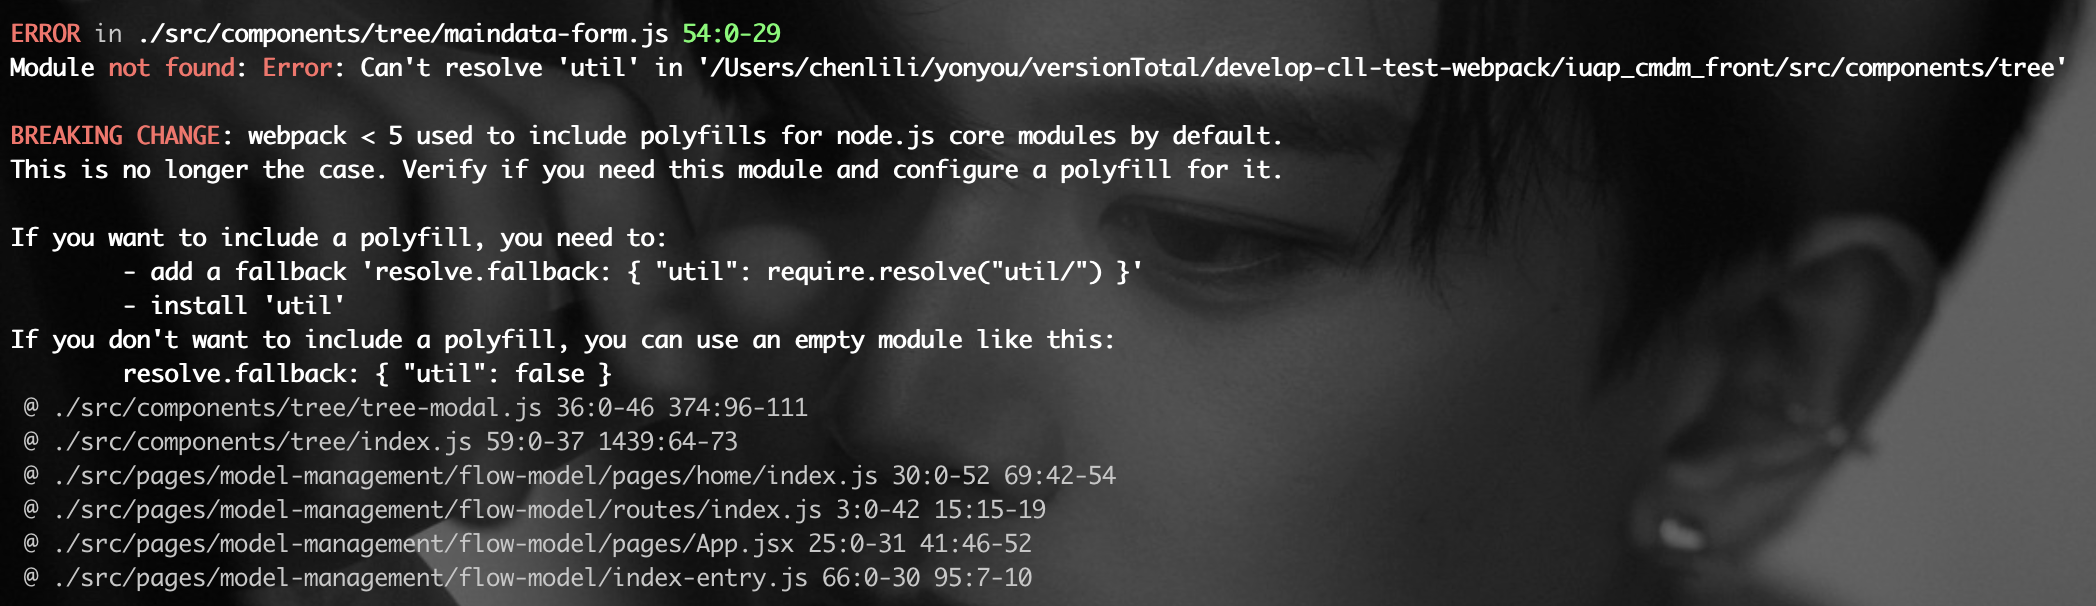 ERROR in ./src/components/tree/maindata-form.js 54:0-29
Module not found: Error: Can't resolve 'util' in '/Users/chenlili/yonyou/versionTotal/develop-cll-test-webpack/iuap_cmdm_front/src/components/tree'
BREAKING CHANGE: webpack < 5 used to include polyfills for node.js core modules by default.
This is no longer the case. Verify if you need this module and configure a polyfill for it.
If you want to include a polyfill, you need to:
- add a fallback 'resolve.fallback: { "util": require.resolve("util/") }'
- install 'util'
If you don't want to include a polyfill, you can use an empty module like this:
resolve.fallback: { "util": false }
@ ./src/components/tree/tree-modal.js 36:0-46 374:96-111
@ ./src/components/tree/index.js 59:0-37 1439:64-73
@ ./src/pages/model-management/flow-model/pages/home/index.js 30:0-52 69:42-54
@ ./src/pages/model-management/flow-model/routes/index.js 3:0-42 15:15-19
@ ./src/pages/model-management/flow-model/pages/App.jsx 25:0-31 41:46-52
@ ./src/pages/model-management/flow-model/index-entry.js 66:0-30 95:7-10